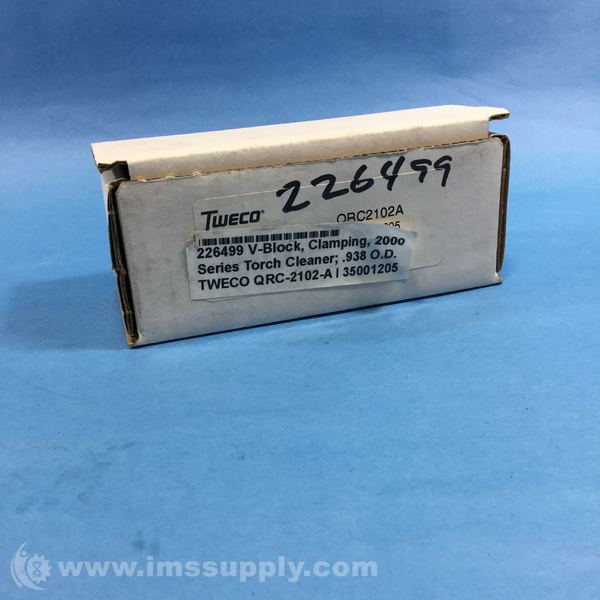 226499
TWECO QRC2102A
226499 V-Block, Clamping, 2000
Series Torch Cleaner; .938 O.D.
TWECO QRC-2102-A | 35001205
www.imssupply.com